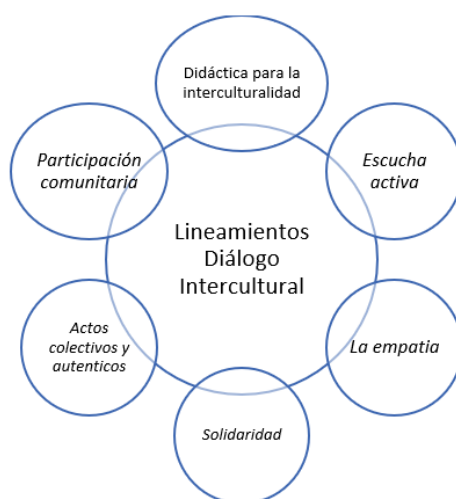 Didáctica para la
interculturalidad
Escucha
activa
La empatia
Solidaridad
Actos
colectivos y
autenticos
Participación
comunitaria
Lineamientos
Diálogo
Intercultural